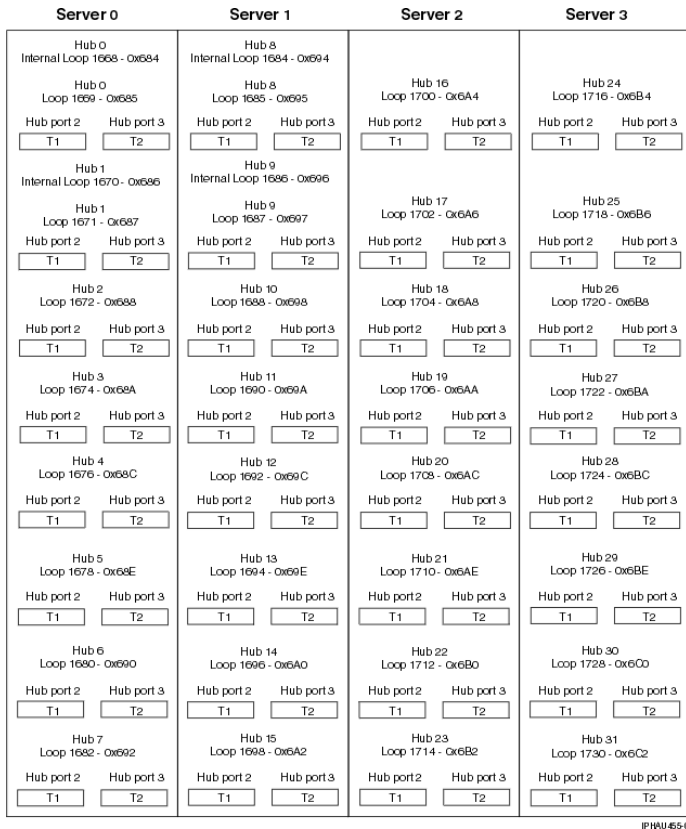 Server 0
Server 1
Server 2
Server 3
Hub 0
Internal Loop 1668 - 0x684
Hub 0
Loop 1669 - 0x685
Hub port 2 Hub port 3
T1 T2
Hub 1
Internal Loop 1670 - 0x686
Hub 1
Loop 1671 - 0x687
Hub port 2 Hub port 3
T1 T2
Hub 2
Loop 1672 - 0x688
Hub port 2 Hub port 3
T1 T2
Hub 3
Loop 1674 - 0x68A
Hub port 2 Hub port 3
T1 T2
Hub 4
Loop 1676 - 0x68C
Hub port 2 Hub port 3
T1 T2
Hub 5
Loop 1678 - 0x68E
Hub port 2 Hub port 3
T1 T2
Hub 6
Loop 1680 - 0x690
Hub port 2 Hub port 3
T1 T2
Hub 7
Loop 1682 - 0x692
Hub port 2 Hub port 3
T1 T2
Hub 8
Internal Loop 1684 - 0x694
Hub 8
Loop 1685 - 0x695
Hub port 2 Hub port 3
T1 T2
Hub 9
Internal Loop 1686 - 0x696
Hub 9
Loop 1687 - 0x697
Hub port 2 Hub port 3
T1 T2
Hub 10
Loop 1688 - 0x698
Hub port 2 Hub port 3
T1 T2
Hub 11
Loop 1690 - 0x69A
Hub port 2 Hub port 3
T1 T2
Hub 12
Loop 1692 - 0x69C
Hub port 2 Hub port 3
T1 T2
Hub 13
Loop 1694 - 0x69E
Hub port 2 Hub port 3
T1 T2
Hub 14
Loop 1696 - 0x6A0
Hub port 2 Hub port 3
T1 T2
Hub 15
Loop 1698 - 0x6A2
Hub port 2 Hub port 3
T1 T2
Hub 16
Loop 1700 - 0x6A4
Hub port 2 Hub port 3
T1 T2
Hub 17
Loop 1702 - 0x6A6
Hub port 2 Hub port 3
T1 T2
Hub 18
Loop 1704 - 0x6A8
Hub port 2 Hub port 3
T1 T2
Hub 19
Loop 1706 - 0x6AA
Hub port 2 Hub port 3
T1 T2
Hub 20
Loop 1708 - 0x6AC
Hub port 2 Hub port 3
T1 T2
Hub 21
Loop 1710 - 0x6AE
Hub port 2 Hub port 3
T1 T2
Hub 22
Loop 1712 - 0x6B0
Hub port 2 Hub port 3
T1 T2
Hub 23
Loop 1714 - 0x6B2
Hub port 2 Hub port 3
T1 T2
Hub 24
Loop 1716 - 0x6B4
Hub port 2 Hub port 3
T1 T2
Hub 25
Loop 1718 - 0x6B6
Hub port 2 Hub port 3
T1 T2
Hub 26
Loop 1720 - 0x6B8
Hub port 2 Hub port 3
T1 T2
Hub 27
Loop 1722 - 0x6BA
Hub port 2 Hub port 3
T1 T2
Hub 28
Loop 1724 - 0x6BC
Hub port 2 Hub port 3
T1 T2
Hub 29
Loop 1726 - 0x6BE
Hub port 2 Hub port 3
T1 T2
Hub 30
Loop 1728 - 0x6C0
Hub port 2 Hub port 3
T1 T2
Hub 31
Loop 1730 - 0x6C2
Hub port 2 Hub port 3
T1 T2